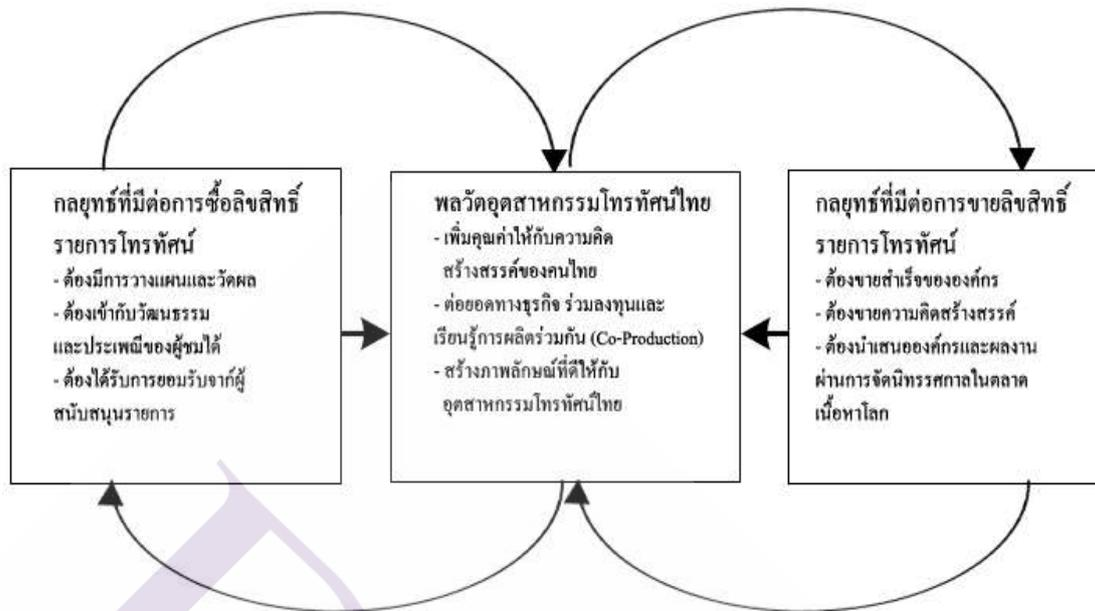 กลยุทธ์ที่มีต่อการซื้อลิขสิทธิ์
รายการโทรทัศน์
- ต้องมีการวางแผนและวัดผล
- ต้องเข้ากับวัฒนธรรม
และประเพณีของผู้ชมได้
- ต้องได้รับการยอมรับจากผู้
สนับสนุนรายการ
พลวัตอุตสาหกรรมโทรทัศน์ไทย
- เพิ่มคุณค่าให้กับความคิด
สร้างสรรค์ของคนไทย
- ต่อยอดทางธุรกิจ ร่วมลงทุนและ
เรียนรู้การผลิตร่วมกัน (Co-Production)
- สร้างภาพลักษณ์ที่ดีให้กับ
อุตสาหกรรมโทรทัศน์ไทย
กลยุทธ์ที่มีต่อการขายลิขสิทธิ์
รายการโทรทัศน์
- ต้องขายสำเร็จขององค์กร
- ต้องขายความคิดสร้างสรรค์
- ต้องนำเสนอองค์กรและผลงาน
ผ่านการจัดนิทรรศกาลในตลาด
เนื้อหาโลก